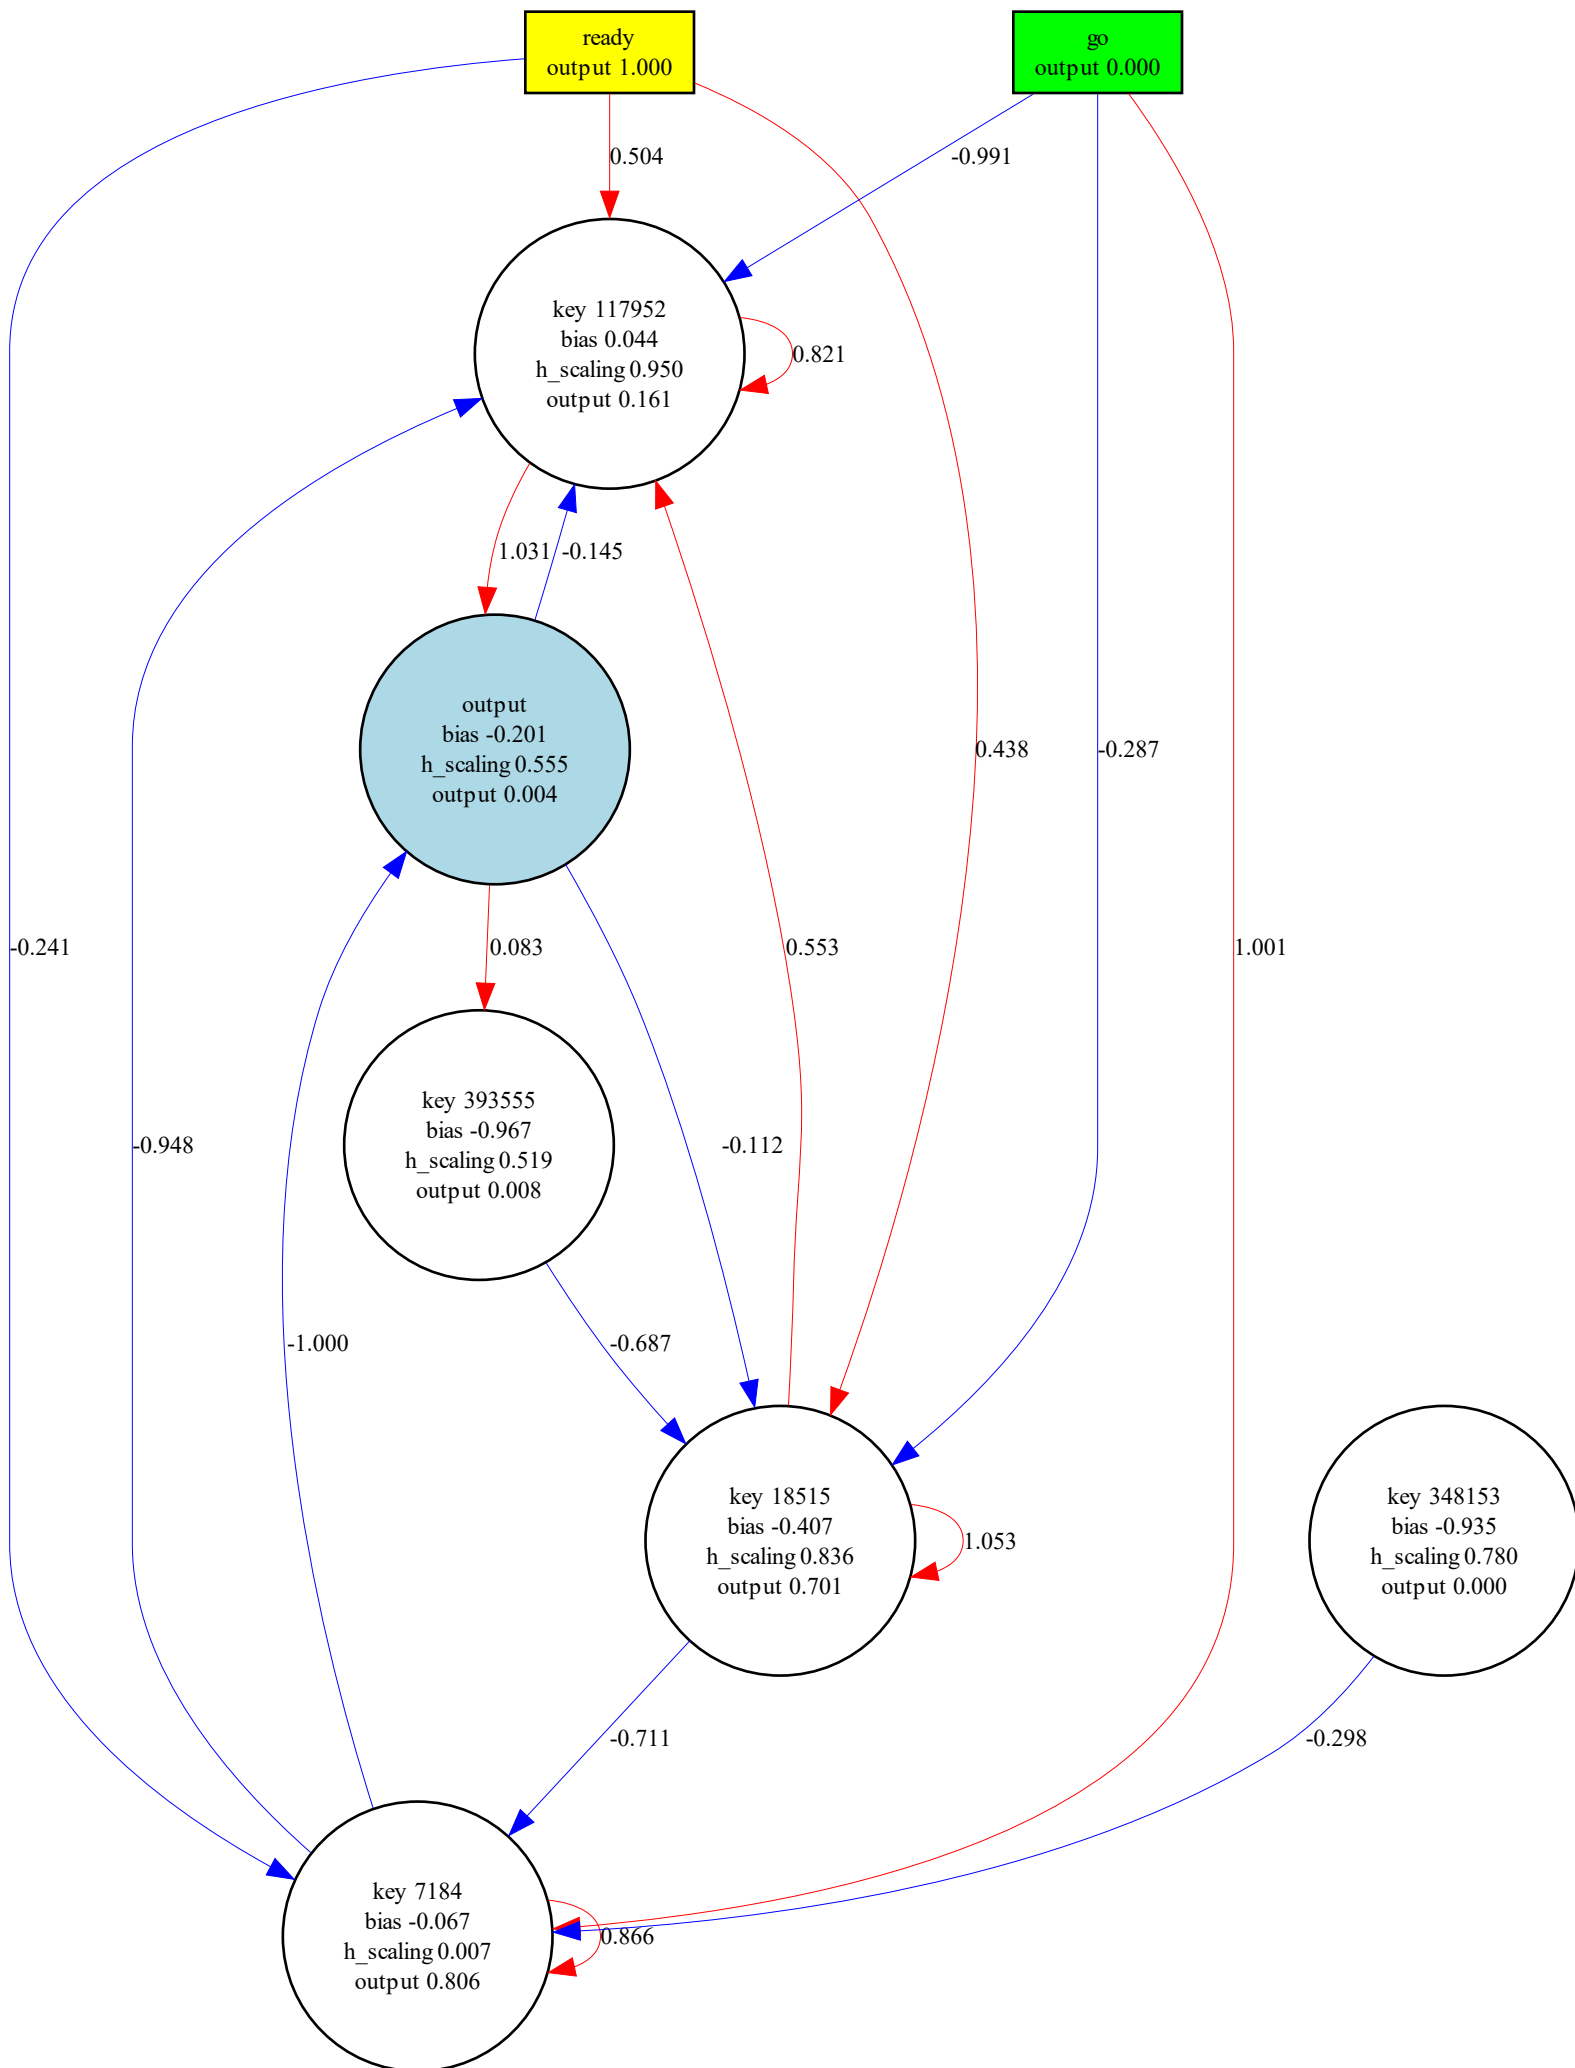 ready
output 1.000
go
output 0.000
0.504
-0.991
key 117952
bias 0.044
h_scaling 0.950
output 0.161
0.821
1.031
-0.145
output
bias -0.201
h_scaling 0.555
output 0.004
0.438
-0.287
-0.241
0.083
0.553
1.001
key 393555
bias -0.967
h_scaling 0.519
output 0.008
-0.948
-0.112
-1.000
-0.687
key 18515
bias -0.407
h_scaling 0.836
output 0.701
1.053
key 348153
bias -0.935
h_scaling 0.780
output 0.000
-0.711
-0.298
key 7184
bias -0.067
h_scaling 0.007
output 0.806
0.866